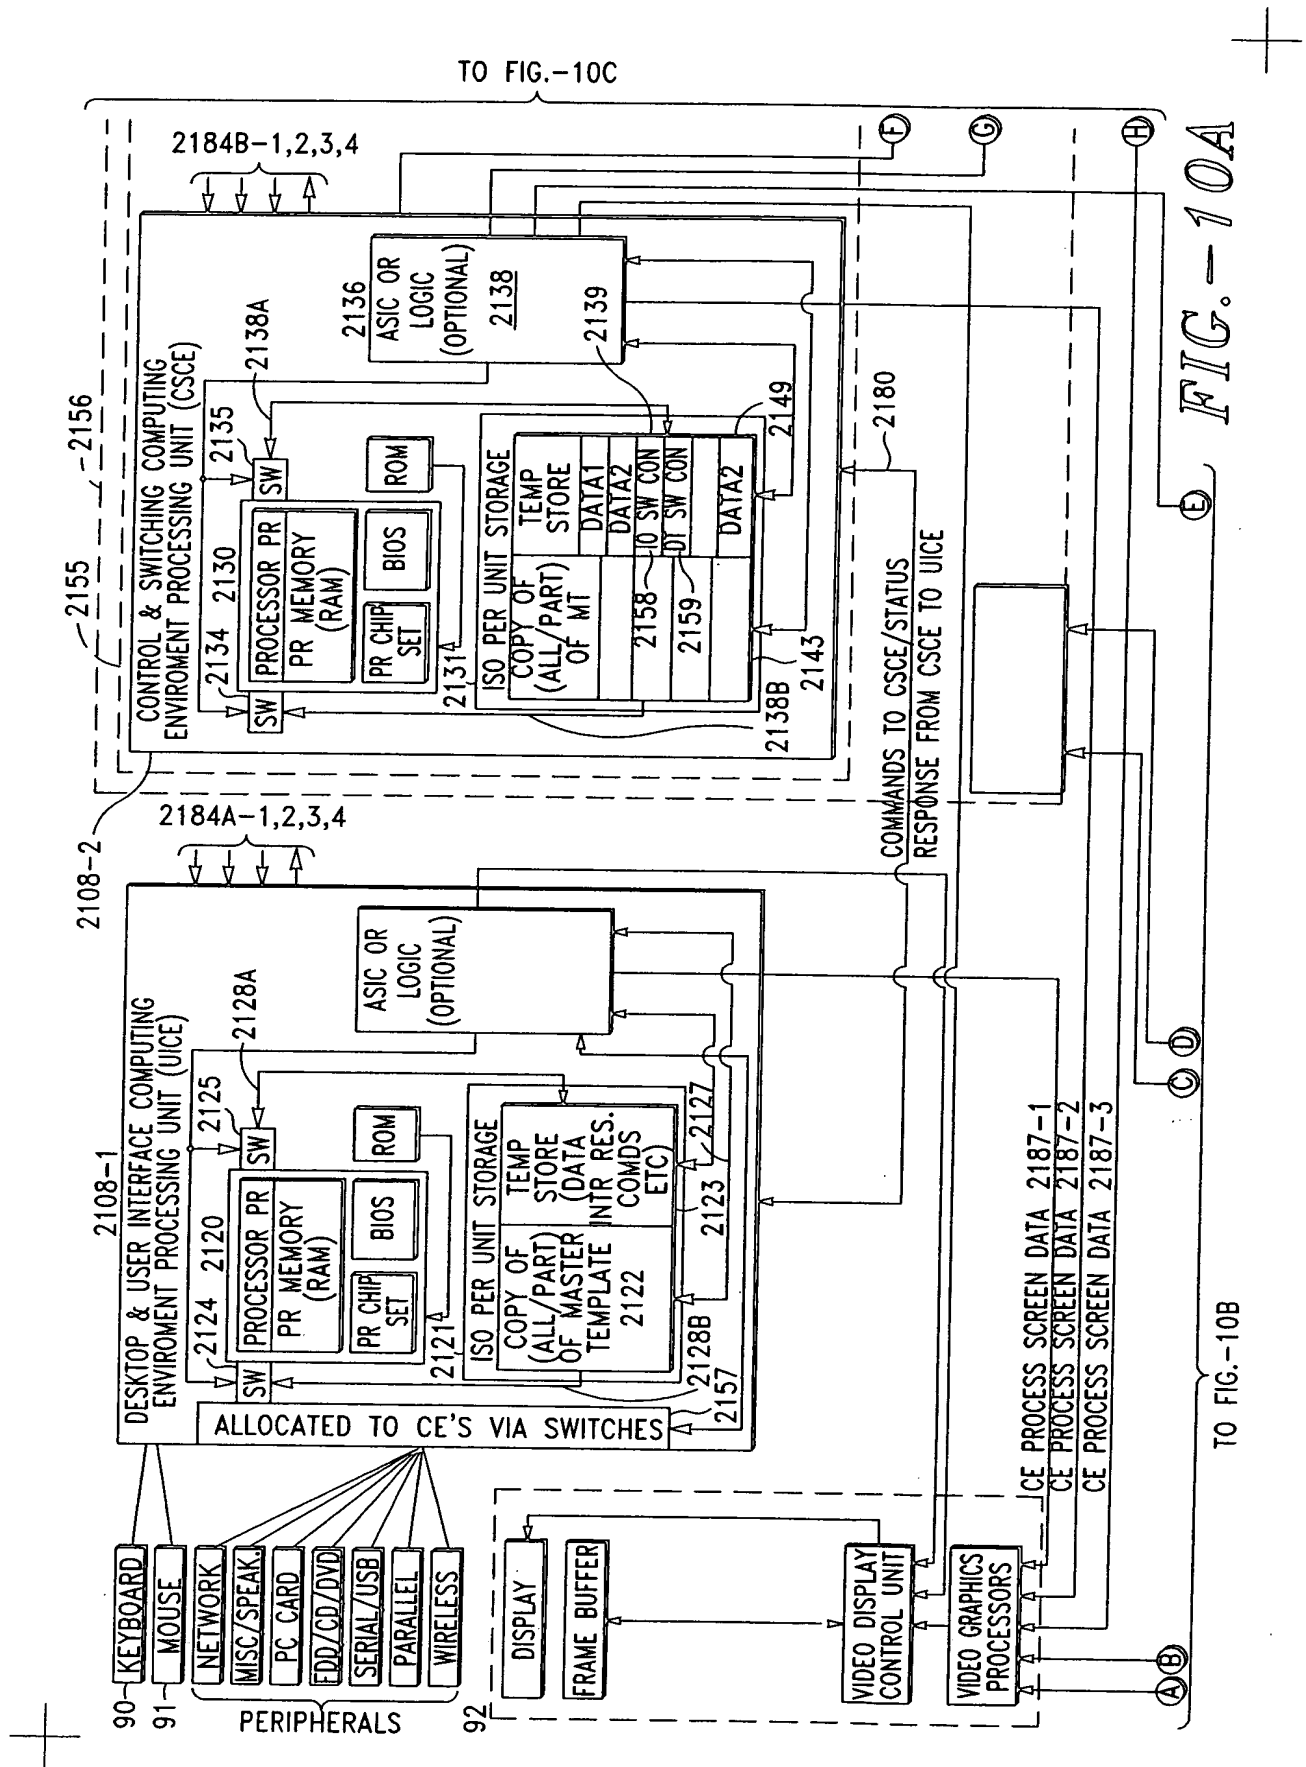 TO FIG.-10C
2184B-1,2,3,4
2156
2155
CONTROL & SWITCHING COMPUTING
ENVIROMENT PROCESSING UNIT (CSCE)
2108-2
2134
2130
2135
2138A
2136
SW
PROCESSOR PR
PR MEMORY
(RAM)
SW
PR CHIP
SET
BIOS
ROM
ASIC OR
LOGIC
(OPTIONAL)
2138
2139
2131
ISO PER UNIT STORAGE
COPY OF
(ALL/PART)
OF MT
TEMP
STORE
DATA1
DATA2
IO SW CON
DT SW CON
DATA2
2158
2159
2138B
2143
2149
2180
COMMANDS TO CSCE/STATUS
RESPONSE FROM CSCE TO UICE
F
G
H
E
2184A-1,2,3,4
2108-1
DESKTOP & USER INTERFACE COMPUTING
ENVIROMENT PROCESSING UNIT (UICE)
2124
2120
2125
2128A
SW
PROCESSOR PR
PR MEMORY
(RAM)
SW
PR CHIP
SET
BIOS
ROM
ASIC OR
LOGIC
(OPTIONAL)
2121
ISO PER UNIT STORAGE
COPY OF
(ALL/PART)
OF MASTER
TEMPLATE
2122
TEMP
STORE
(DATA
INTR RES.
COMDS
ETC)
2123
2127
2128B
2157
ALLOCATED TO CE'S VIA SWITCHES
90
KEYBOARD
91
MOUSE
NETWORK
MISC/SPEAK.
PC CARD
FDD/CD/DVD
SERIAL/USB
PARALLEL
WIRELESS
PERIPHERALS
92
DISPLAY
FRAME BUFFER
VIDEO DISPLAY
CONTROL UNIT
VIDEO GRAPHICS
PROCESSORS
CE PROCESS SCREEN DATA 2187-1
CE PROCESS SCREEN DATA 2187-2
CE PROCESS SCREEN DATA 2187-3
A
B
C
D
TO FIG.-10B
FIG.-10A